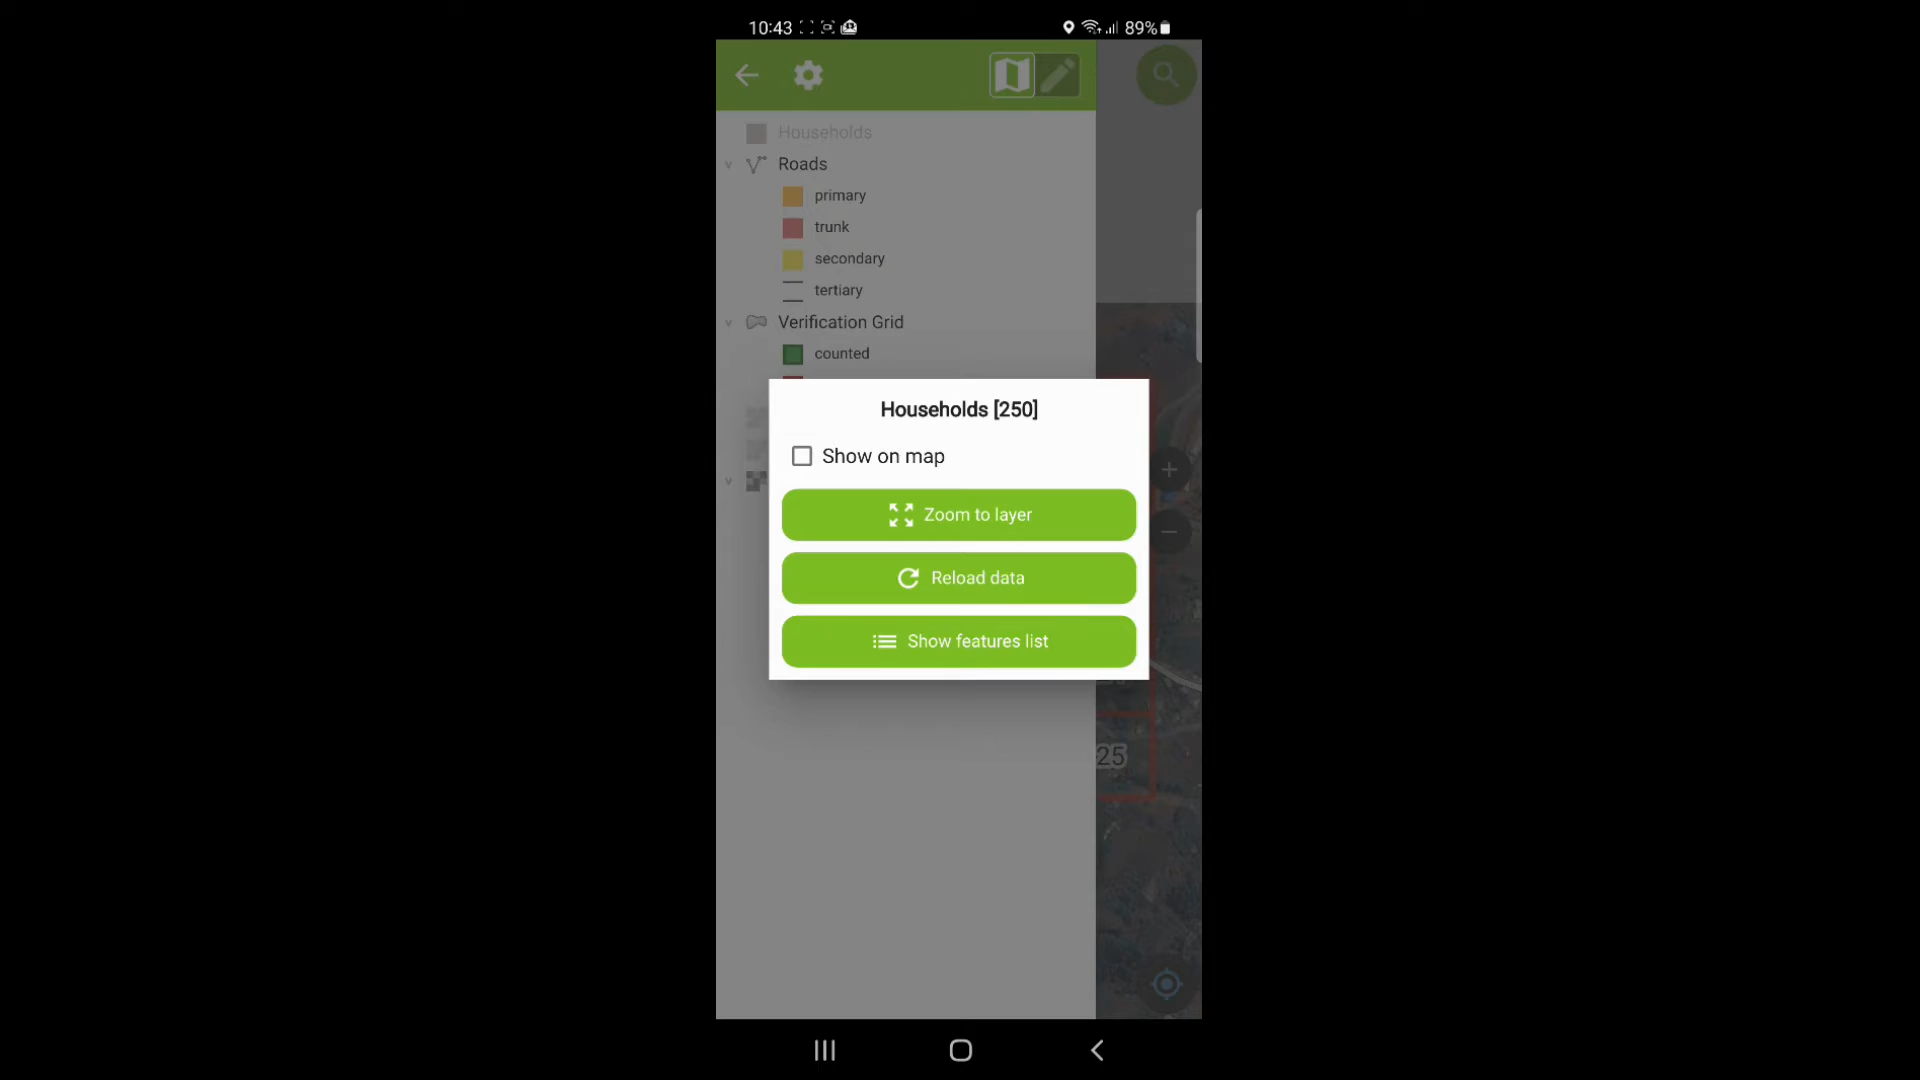 10:43
89%
Households
Roads
primary
trunk
secondary
tertiary
Verification Grid
counted
Households [250]
Show on map
Zoom to layer
Reload data
Show features list
25